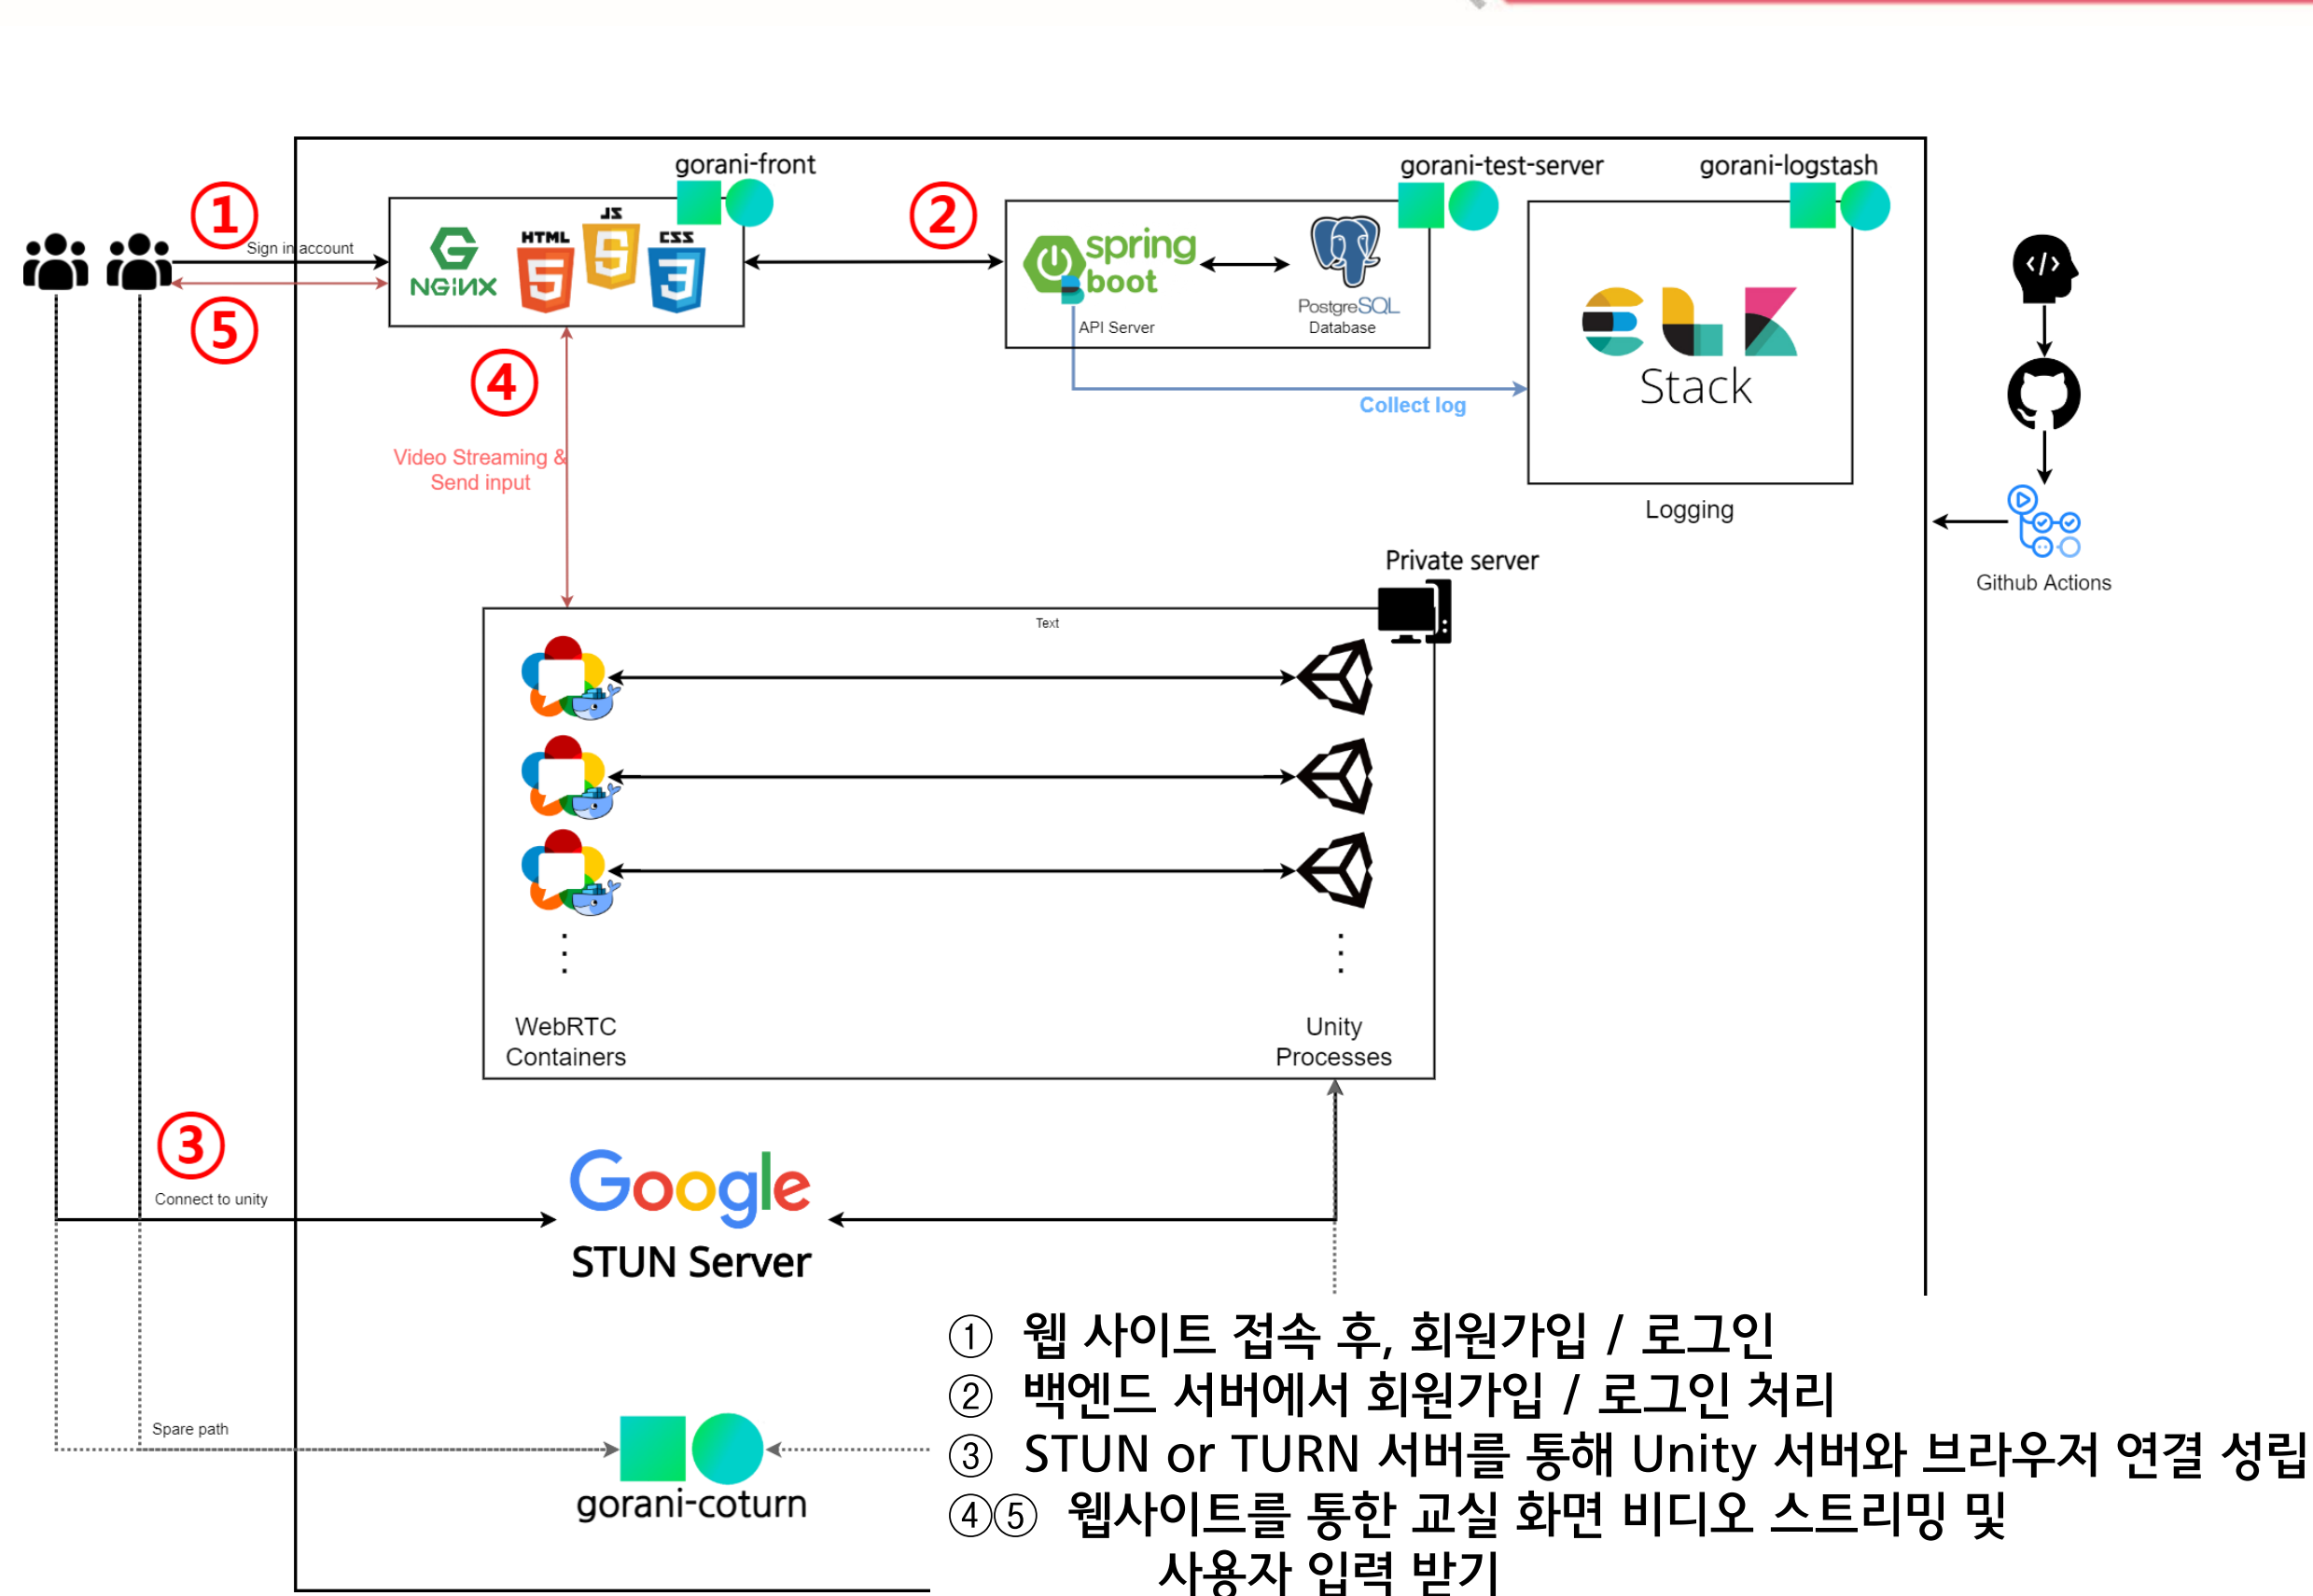 gorani-front
gorani-test-server
gorani-logstash
①
Sign in account
⑤
NGINX
HTML
JS
CSS
②
spring
boot
API Server
PostgreSQL
Database
Collect log
ELK
Stack
Logging
Github Actions
④
Video Streaming &
Send input
Private server
Text
WebRTC
Containers
Unity
Processes
③
Connect to unity
Google
STUN Server
Spare path
gorani-coturn
① 웹 사이트 접속 후, 회원가입 / 로그인
② 백엔드 서버에서 회원가입 / 로그인 처리
③ STUN or TURN 서버를 통해 Unity 서버와 브라우저 연결 성립
④⑤ 웹사이트를 통한 교실 화면 비디오 스트리밍 및
사용자 입력 받기